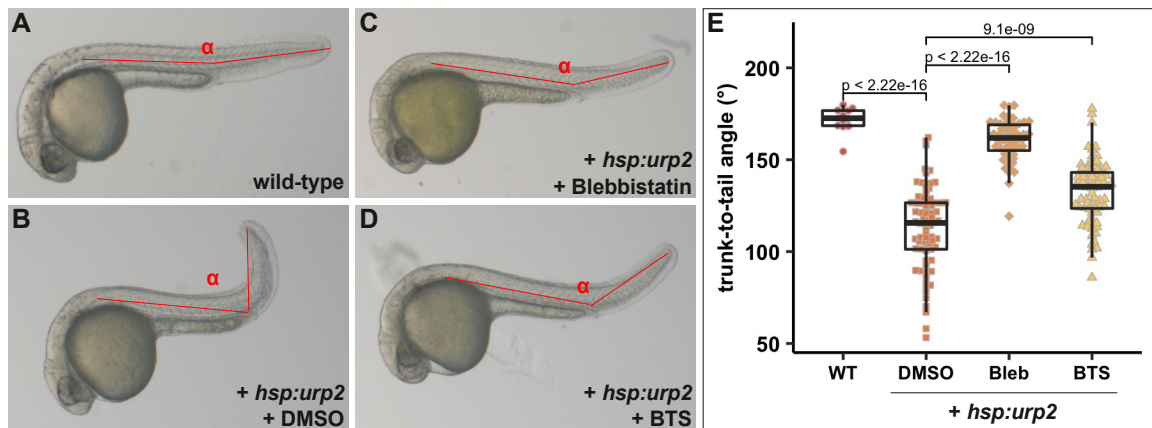 A
α
wild-type
B
α
+ hsp:urp2
+ DMSO
C
α
+ hsp:urp2
+ Blebbistatin
D
α
+ hsp:urp2
+ BTS
E
trunk-to-tail angle (°)
200
150
100
50
9.1e-09
p < 2.22e-16
p < 2.22e-16
WT DMSO Bleb BTS
+ hsp:urp2